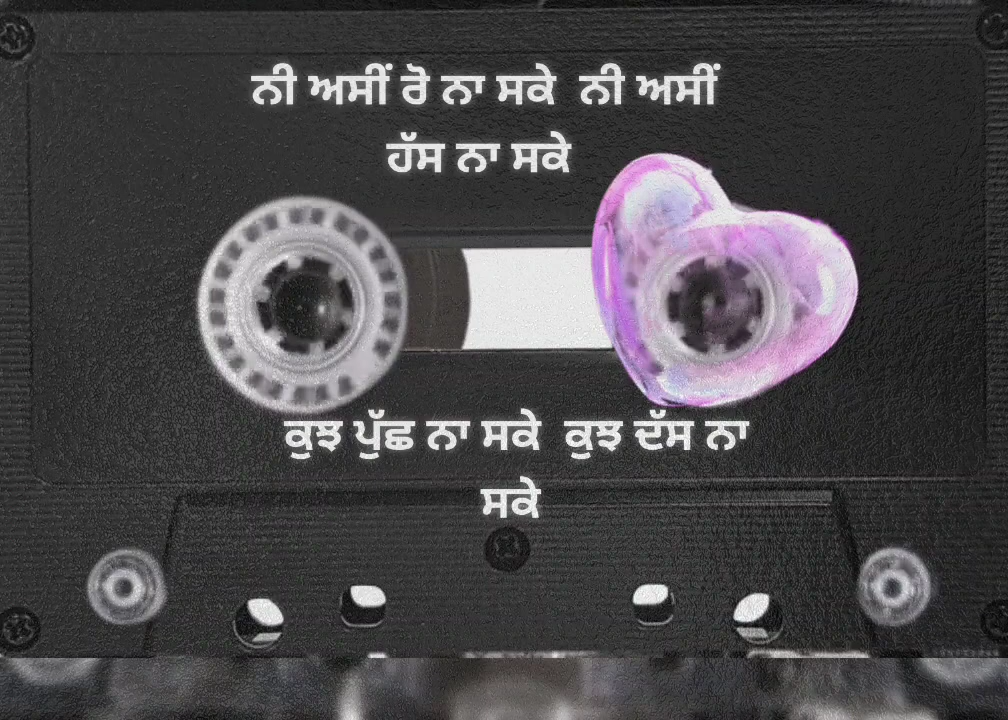 ਨੀ ਅਸੀਂ ਰੋ ਨਾ ਸਕੇ ਨੀ ਅਸੀਂ
ਹੱਸ ਨਾ ਸਕੇ
ਕੁਝ ਪੁੱਛ ਨਾ ਸਕੇ ਕੁਝ ਦੱਸ ਨਾ
ਸਕੇ